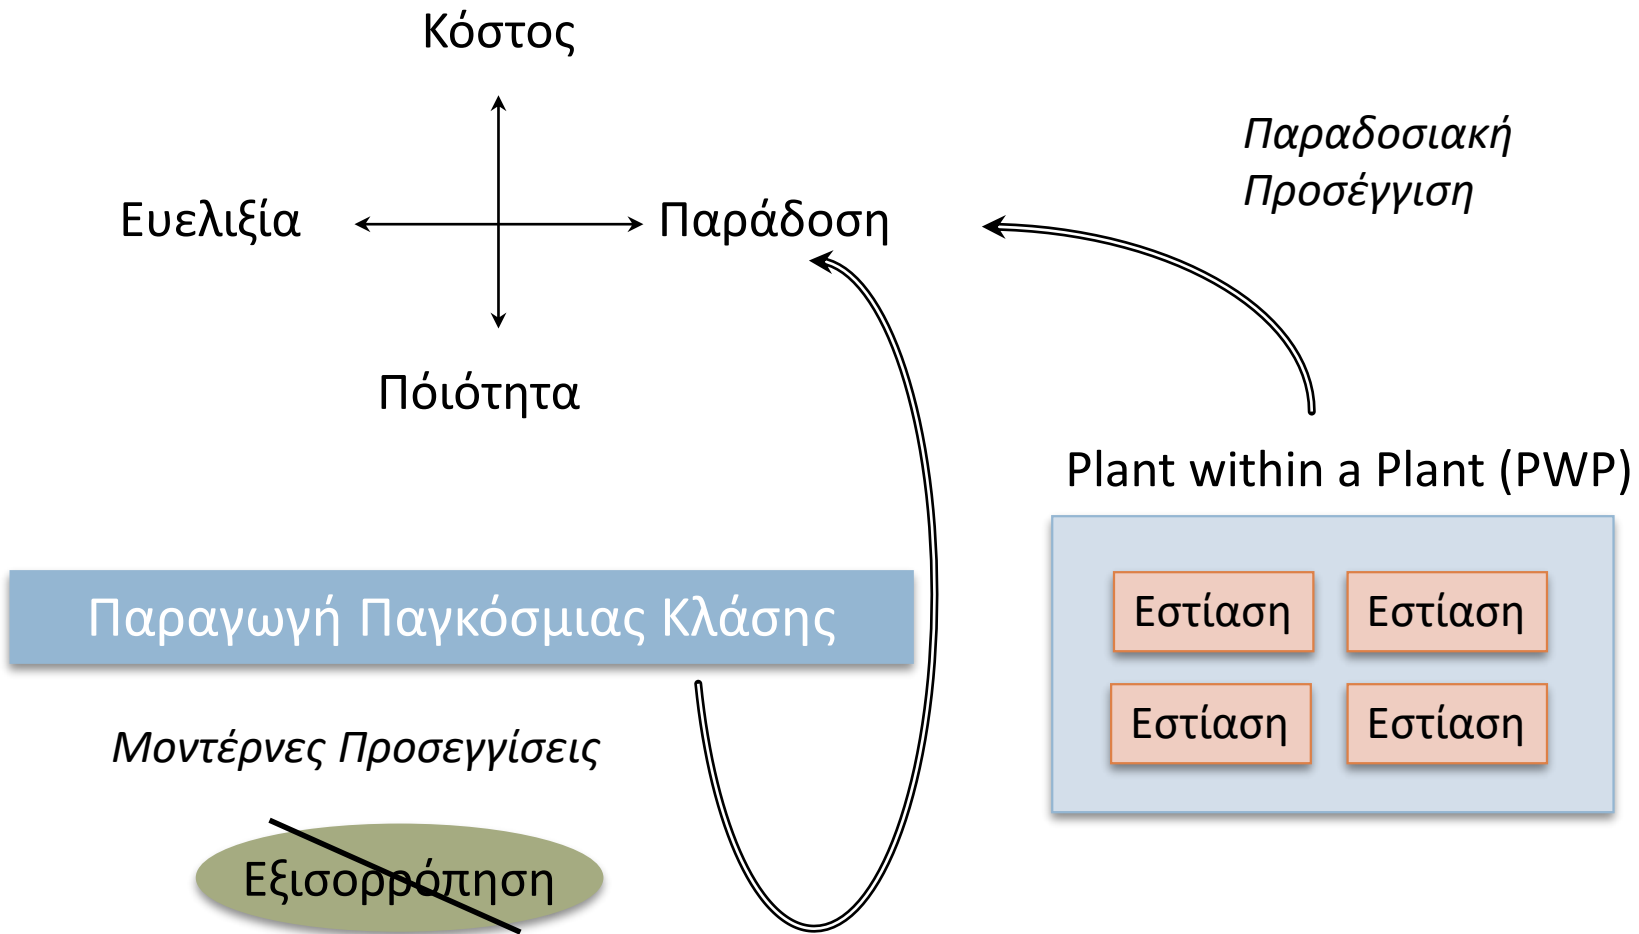 Κόστος
Παραδοσιακή
Προσέγγιση
Ευελιξία
Παράδοση
Πόιότητα
Plant within a Plant (PWP)
Παραγωγή Παγκόσμιας Κλάσης
Εστίαση
Εστίαση
Εστίαση
Εστίαση
Μοντέρνες Προσεγγίσεις
Εξισορρόπηση